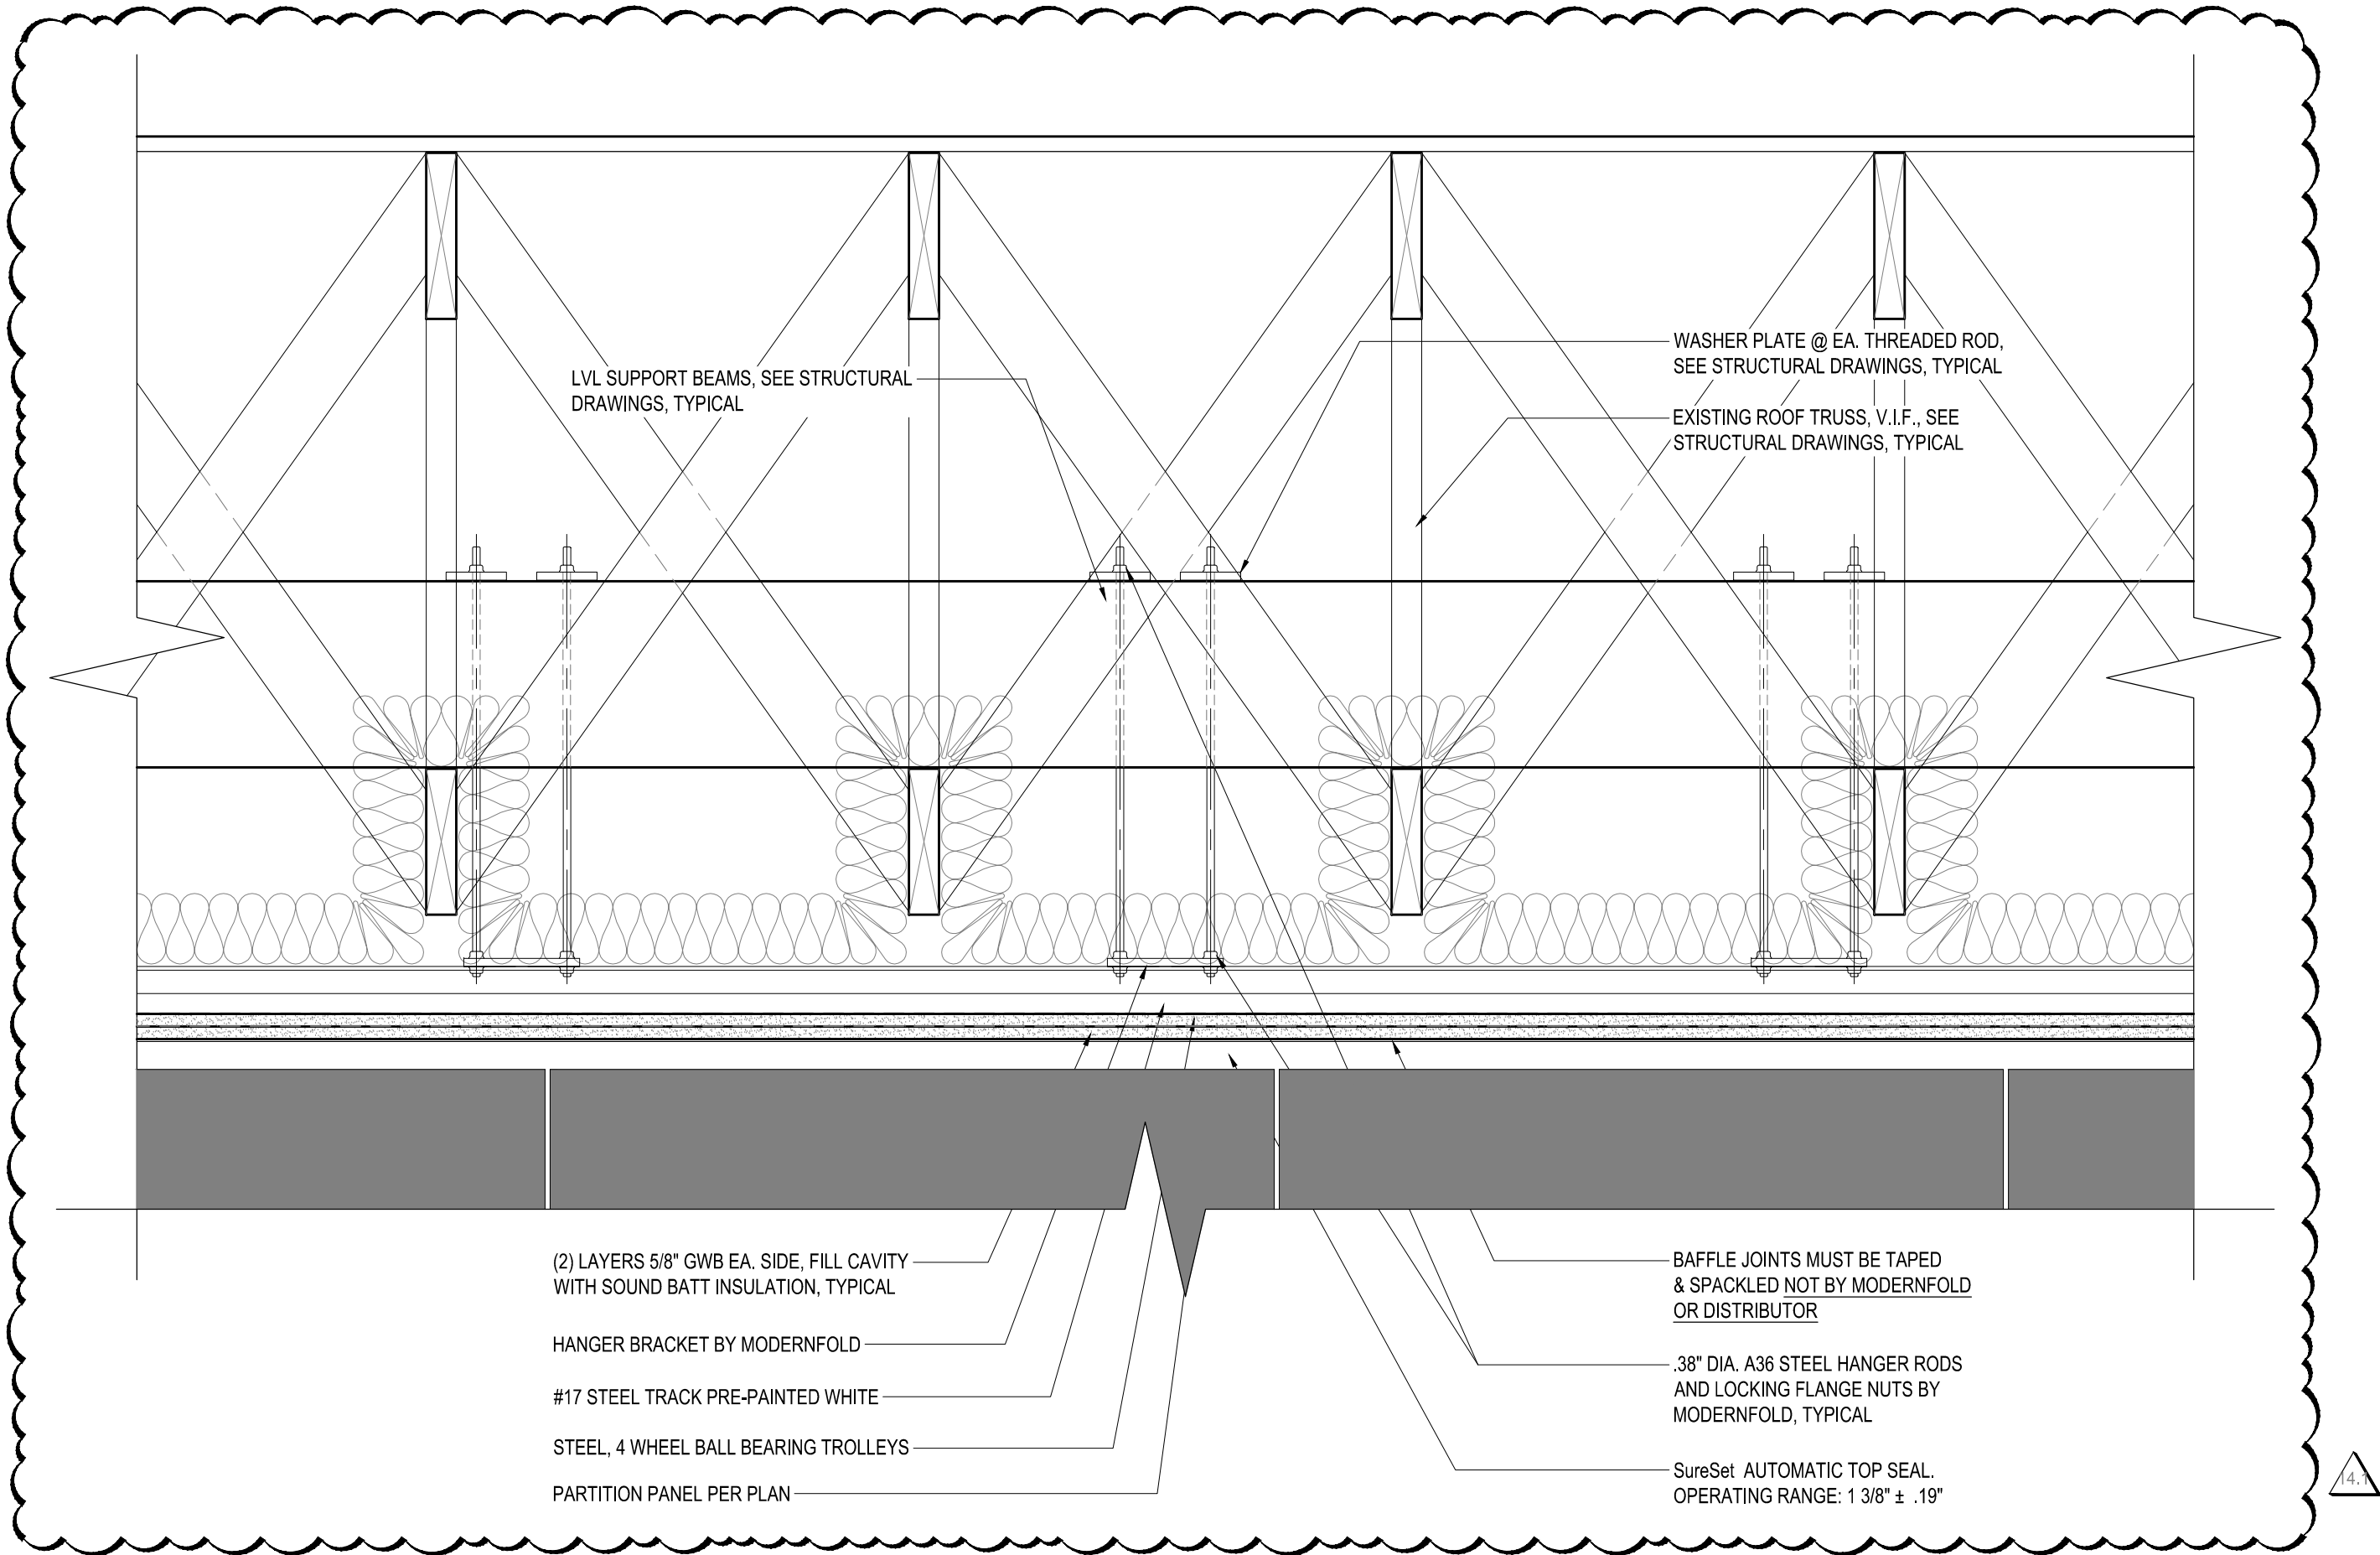 LVL SUPPORT BEAMS, SEE STRUCTURAL
DRAWINGS, TYPICAL
WASHER PLATE @ EA. THREADED ROD,
SEE STRUCTURAL DRAWINGS, TYPICAL
EXISTING ROOF TRUSS, V.I.F., SEE
STRUCTURAL DRAWINGS, TYPICAL
(2) LAYERS 5/8" GWB EA. SIDE, FILL CAVITY
WITH SOUND BATT INSULATION, TYPICAL
HANGER BRACKET BY MODERNFOLD
#17 STEEL TRACK PRE-PAINTED WHITE
STEEL, 4 WHEEL BALL BEARING TROLLEYS
PARTITION PANEL PER PLAN
BAFFLE JOINTS MUST BE TAPED
& SPACKLED NOT BY MODERNFOLD
OR DISTRIBUTOR
.38" DIA. A36 STEEL HANGER RODS
AND LOCKING FLANGE NUTS BY
MODERNFOLD, TYPICAL
SureSet AUTOMATIC TOP SEAL.
OPERATING RANGE: 1 3/8" ± .19"
14.1